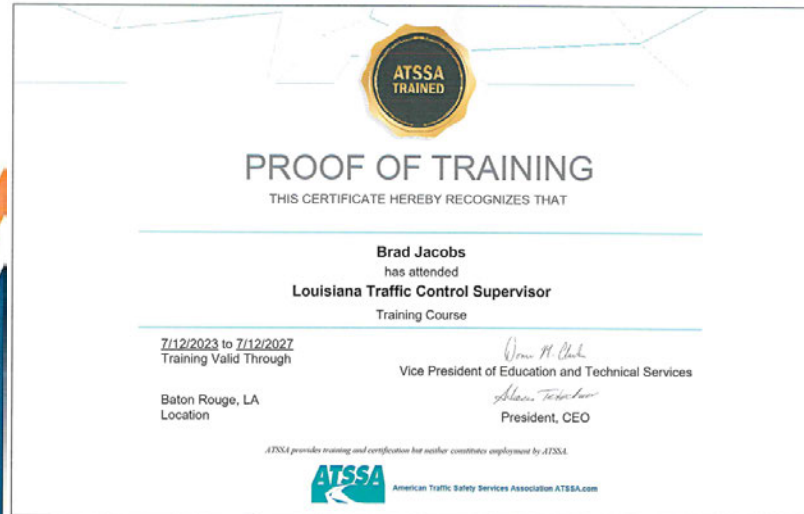 ATSSA
TRAINED
PROOF OF TRAINING
THIS CERTIFICATE HEREBY RECOGNIZES THAT
Brad Jacobs
has attended
Louisiana Traffic Control Supervisor
Training Course
7/12/2023 to 7/12/2027
Training Valid Through
Vice President of Education and Technical Services
Baton Rouge, LA
Location
President, CEO
ATSSA provides training and certification but neither constitutes employment by ATSSA.
ATSSA
American Traffic Safety Services Association ATSSA.com